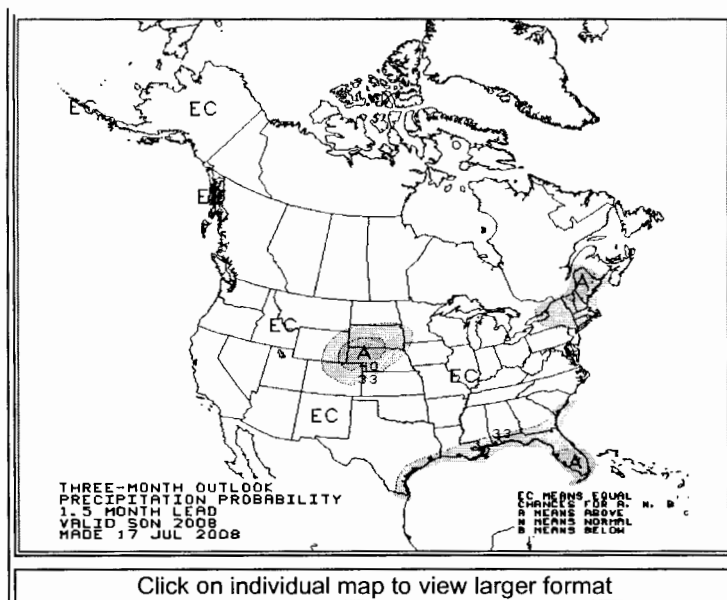 EC
EC
E
EC
A
A
40
33
EC
EC
33
A
THREE-MONTH OUTLOOK
PRECIPITATION PROBABILITY
1.5 MONTH LEAD
VALID SON 2008
MADE 17 JUL 2008
EC MEANS EQUAL
CHANCES FOR A, N, B
A MEANS ABOVE
N MEANS NORMAL
B MEANS BELOW
Click on individual map to view larger format